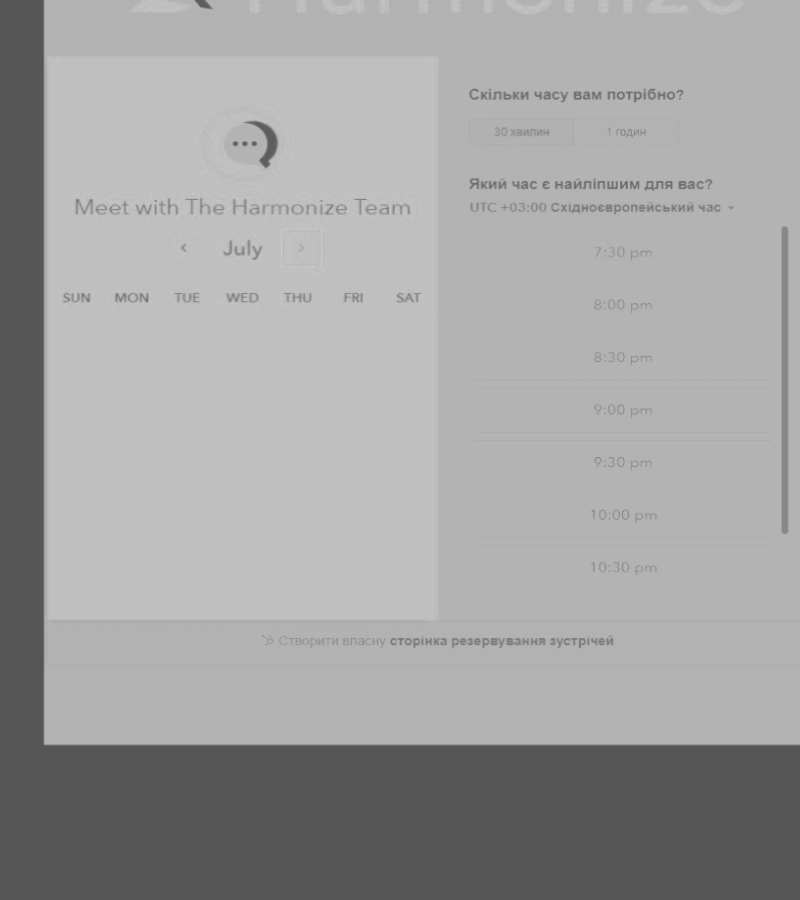 Harmonize
Meet with The Harmonize Team
July
SUN MON TUE WED THU FRI SAT
Скільки часу вам потрібно?
30 хвилин 1 годин
Який час є найліпшим для вас?
UTC +03:00 Східноєвропейський час
7:30 pm
8:00 pm
8:30 pm
9:00 pm
9:30 pm
10:00 pm
10:30 pm
Створити власну сторінка резервування зустрічей